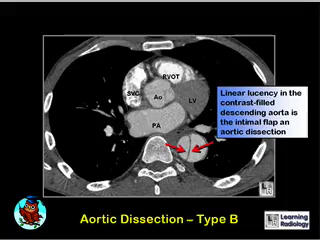 RVOT
SVC
Ao
LV
PA
Linear lucency in the
contrast-filled
descending aorta is
the intimal flap an
aortic dissection
Aortic Dissection – Type B
Learning
Radiology